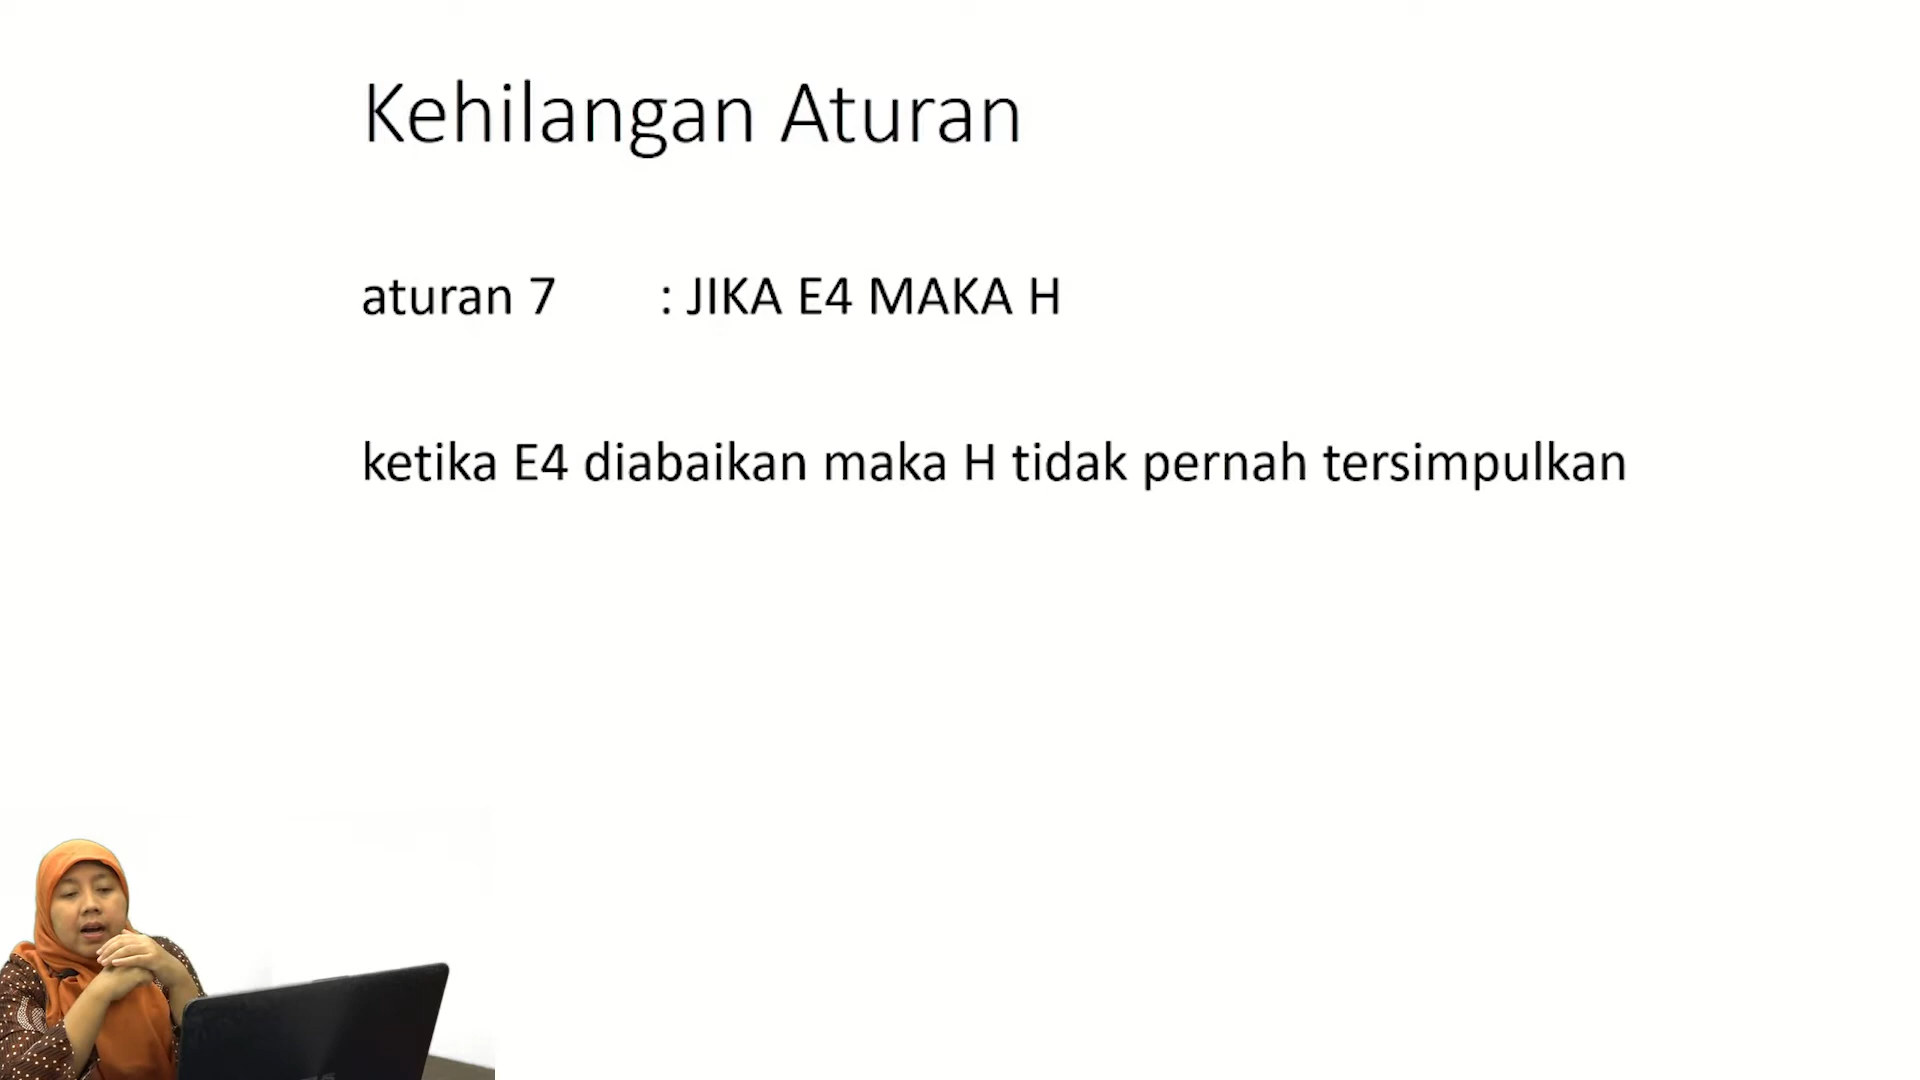 Kehilangan Aturan
aturan 7 : JIKA E4 MAKA H
ketika E4 diabaikan maka H tidak pernah tersimpulkan